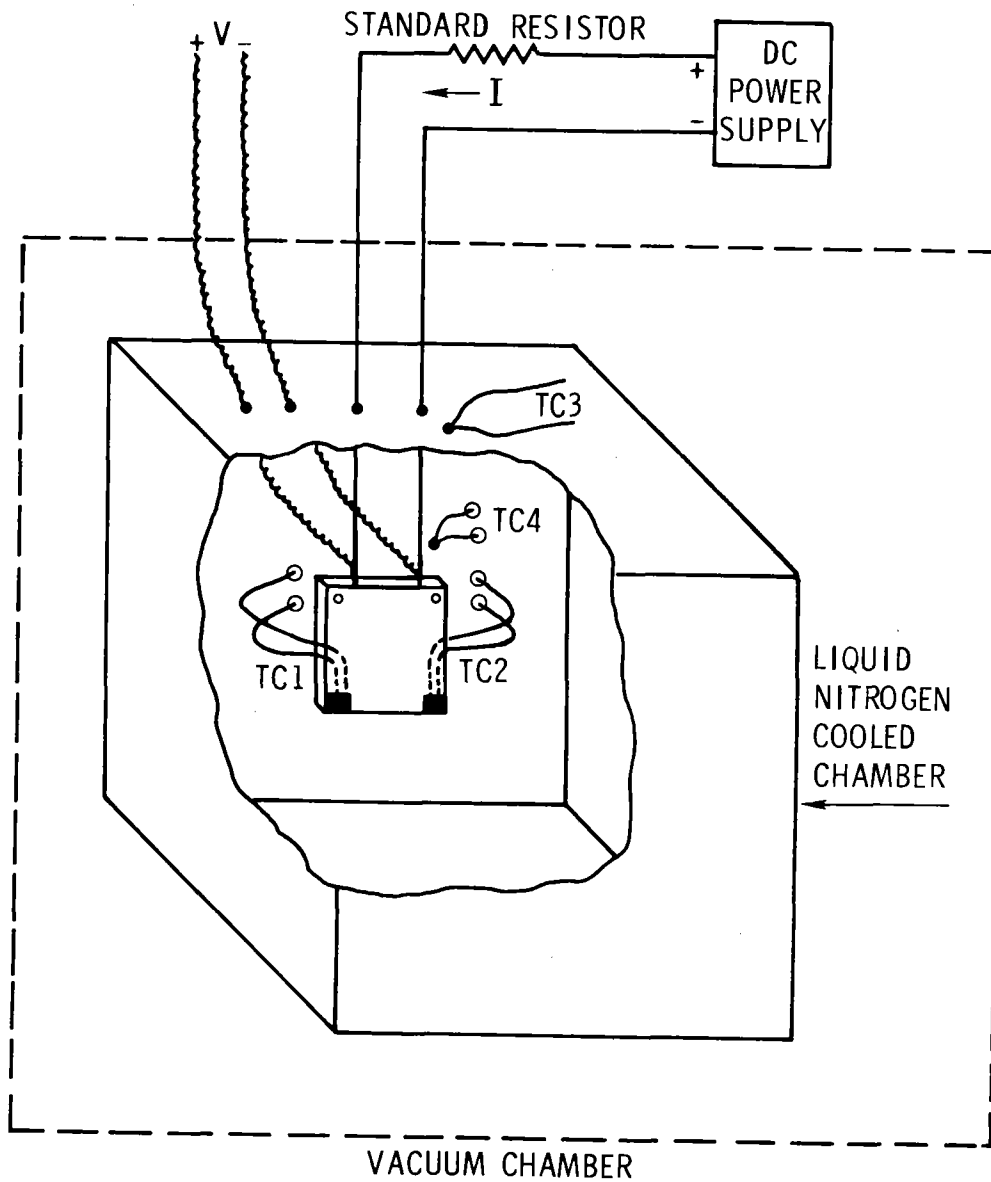 + V -
STANDARD RESISTOR
I
+
-
DC
POWER
SUPPLY
TC3
TC4
TC1
TC2
LIQUID
NITROGEN
COOLED
CHAMBER
VACUUM CHAMBER